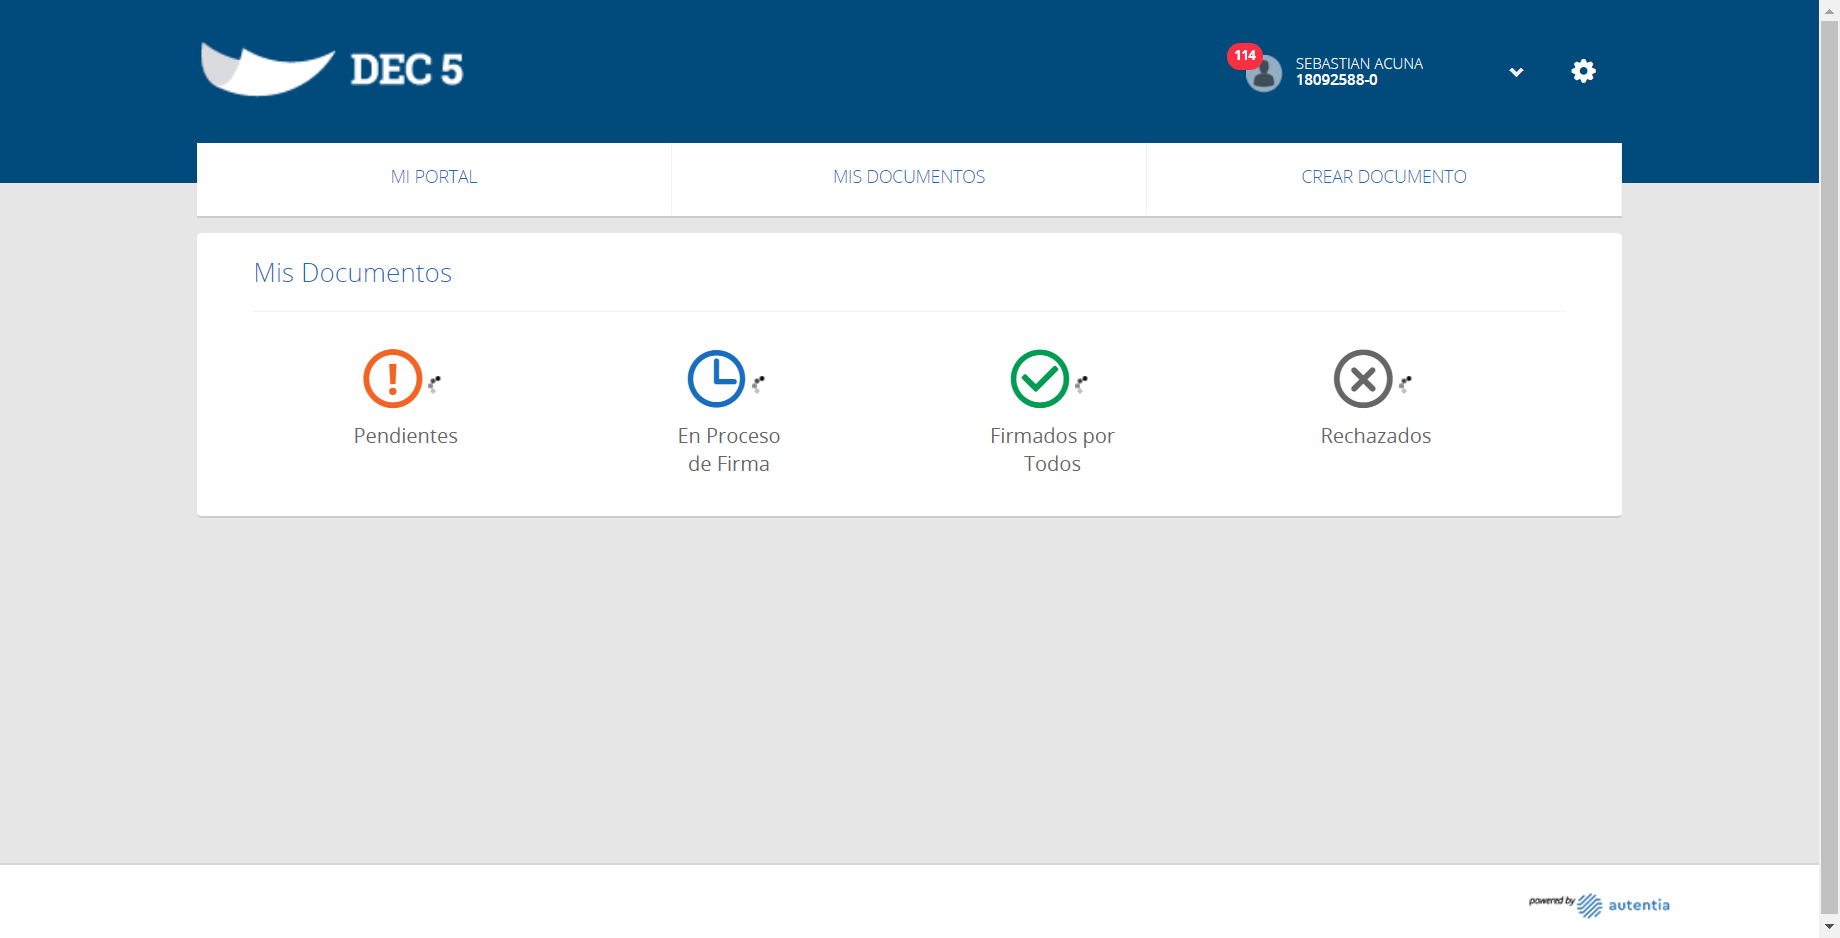 DEC 5
114
SEBASTIAN ACUNA
18092588-0
MI PORTAL
MIS DOCUMENTOS
CREAR DOCUMENTO
Mis Documentos
Pendientes
En Proceso
de Firma
Firmados por
Todos
Rechazados
powered by autentia